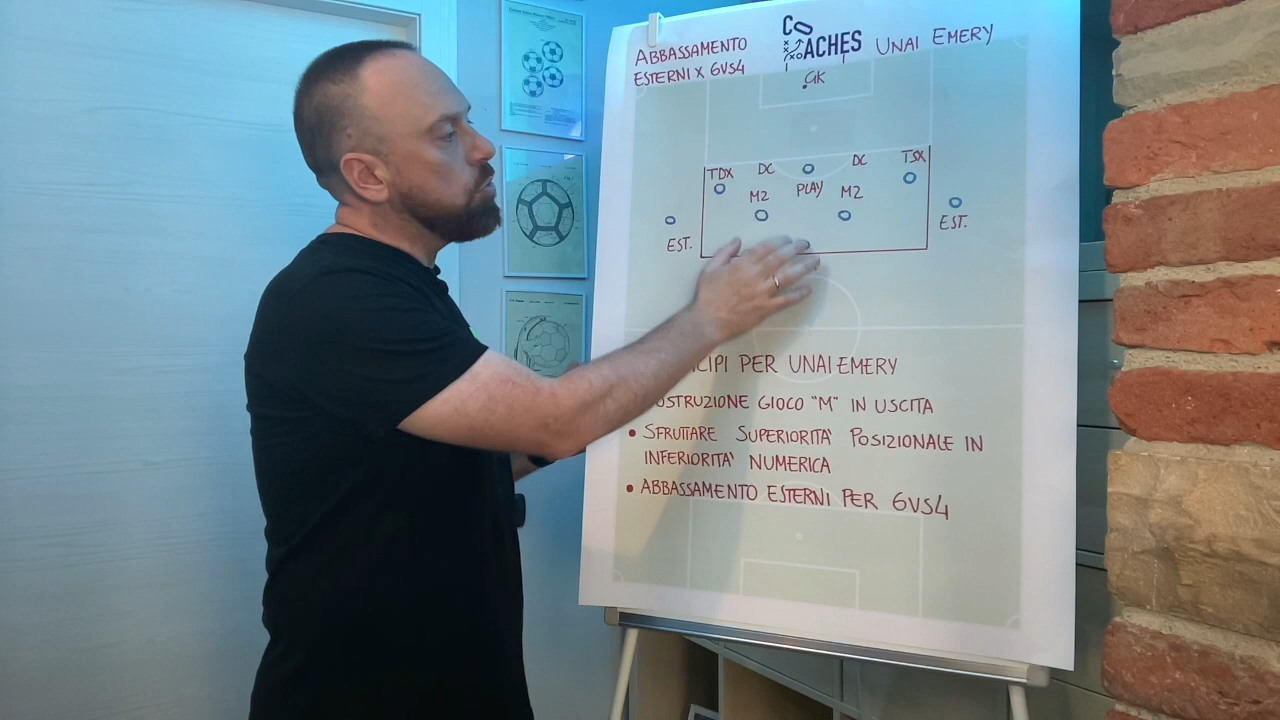 ABBASSAMENTO
ESTERNI X 6VS4
COACHES
UNAI EMERY
GK
TDX DC DC TSX
M2 PLAY M2
EST. EST.
PER UNAI EMERY
GIOCO "M" IN USCITA
• SFRUTTARE SUPERIORITA' POSIZIONALE IN
INFERIORITA' NUMERICA
• ABBASSAMENTO ESTERNI PER 6VS4